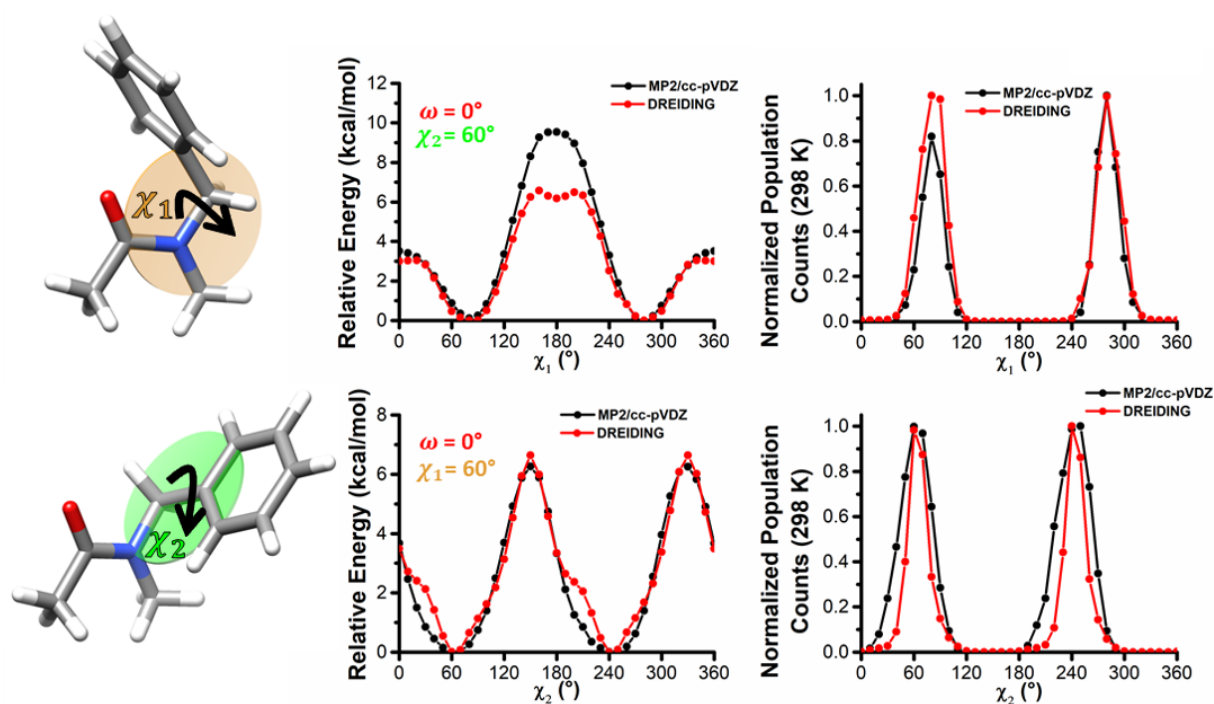 χ1
12
10
8
6
4
2
0
Relative Energy (kcal/mol)
MP2/cc-pVDZ
DREIDING
ω = 0°
χ2 = 60°
0 60 120 180 240 300 360
χ1 (°)
Normalized Population
Counts (298 K)
1.0
0.8
0.6
0.4
0.2
0.0
MP2/cc-pVDZ
DREIDING
0 60 120 180 240 300 360
χ1 (°)
χ2
8
6
4
2
0
Relative Energy (kcal/mol)
MP2/cc-pVDZ
DREIDING
ω = 0°
χ1 = 60°
0 60 120 180 240 300 360
χ2 (°)
Normalized Population
Counts (298 K)
1.0
0.8
0.6
0.4
0.2
0.0
MP2/cc-pVDZ
DREIDING
0 60 120 180 240 300 360
χ2 (°)